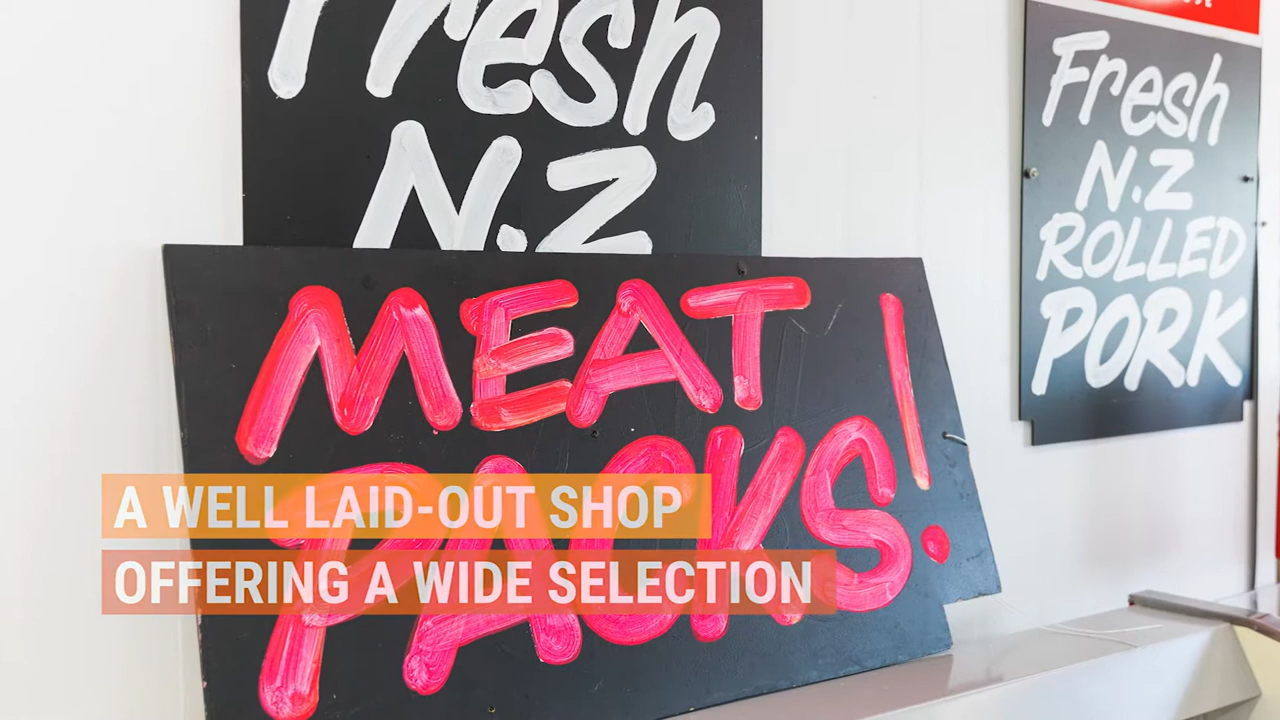 Fresh
N.Z
MEAT
PACKS!
Fresh
N.Z
ROLLED
PORK
A WELL LAID-OUT SHOP
OFFERING A WIDE SELECTION